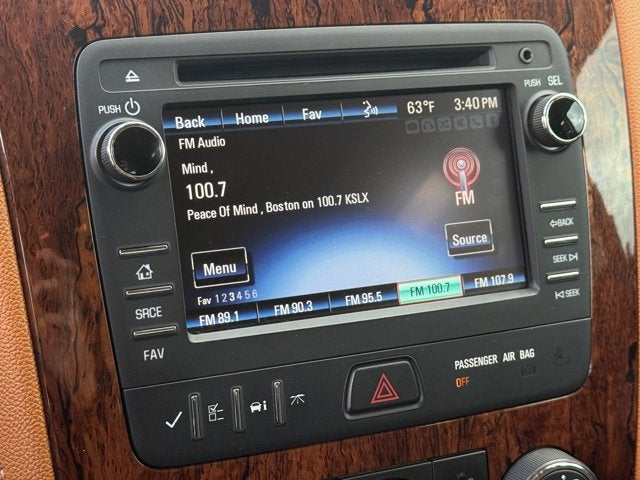 PUSH
PUSH SEL
Back Home Fav 63°F 3:40 PM
FM Audio
Mind ,
100.7
Peace Of Mind , Boston on 100.7 KSLX
FM
Menu
Source
Fav 1 2 3 4 5 6
FM 89.1 FM 90.3 FM 95.5 FM 100.7 FM 107.9
BACK
SEEK
SEEK
SRCE
FAV
PASSENGER AIR BAG
OFF